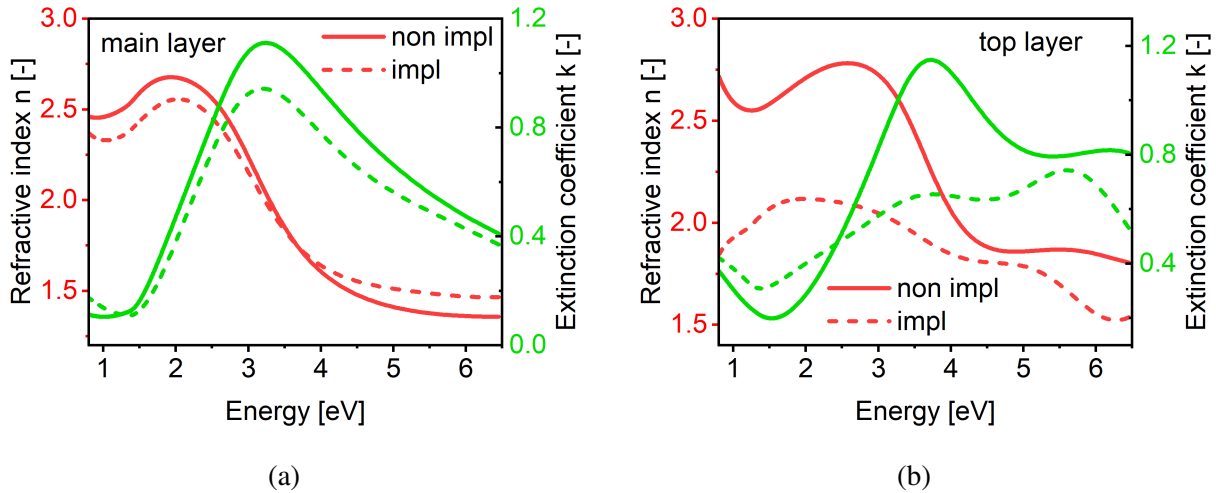 main layer
non impl
impl
Refractive index n [-]
3.0
2.5
2.0
1.5
Extinction coefficient k [-]
1.2
0.8
0.4
0.0
1 2 3 4 5 6
Energy [eV]
(a)
top layer
non impl
impl
Refractive index n [-]
3.0
2.5
2.0
1.5
Extinction coefficient k [-]
1.2
0.8
0.4
1 2 3 4 5 6
Energy [eV]
(b)